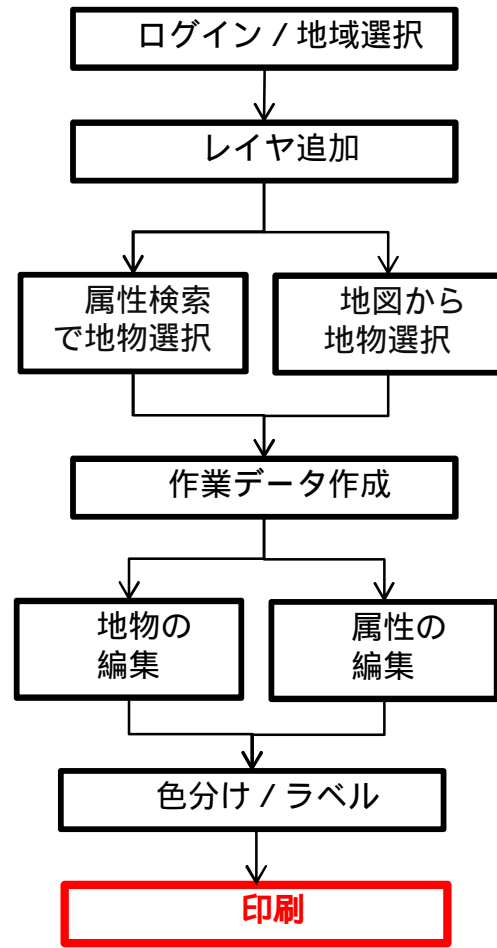 ログイン / 地域選択
レイヤ追加
属性検索
で地物選択
地図から
地物選択
作業データ作成
地物の
編集
属性の
編集
色分け / ラベル
印刷